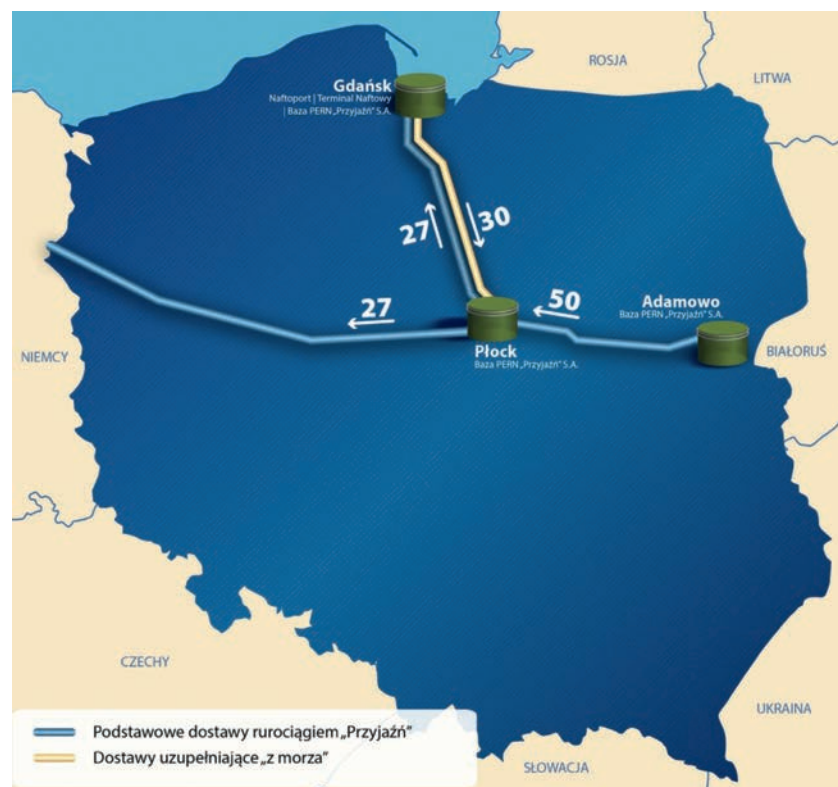 ROSJA
LITWA
Gdańsk
Naftoport | Terminal Naftowy
| Baza PERN „Przyjaźń” S.A.
27
30
27
50
Adamowo
Baza PERN „Przyjaźń” S.A.
Płock
Baza PERN „Przyjaźń” S.A.
NIEMCY
BIAŁORUŚ
CZECHY
UKRAINA
SŁOWACJA
Podstawowe dostawy rurociągiem „Przyjaźń”
Dostawy uzupełniające „z morza”